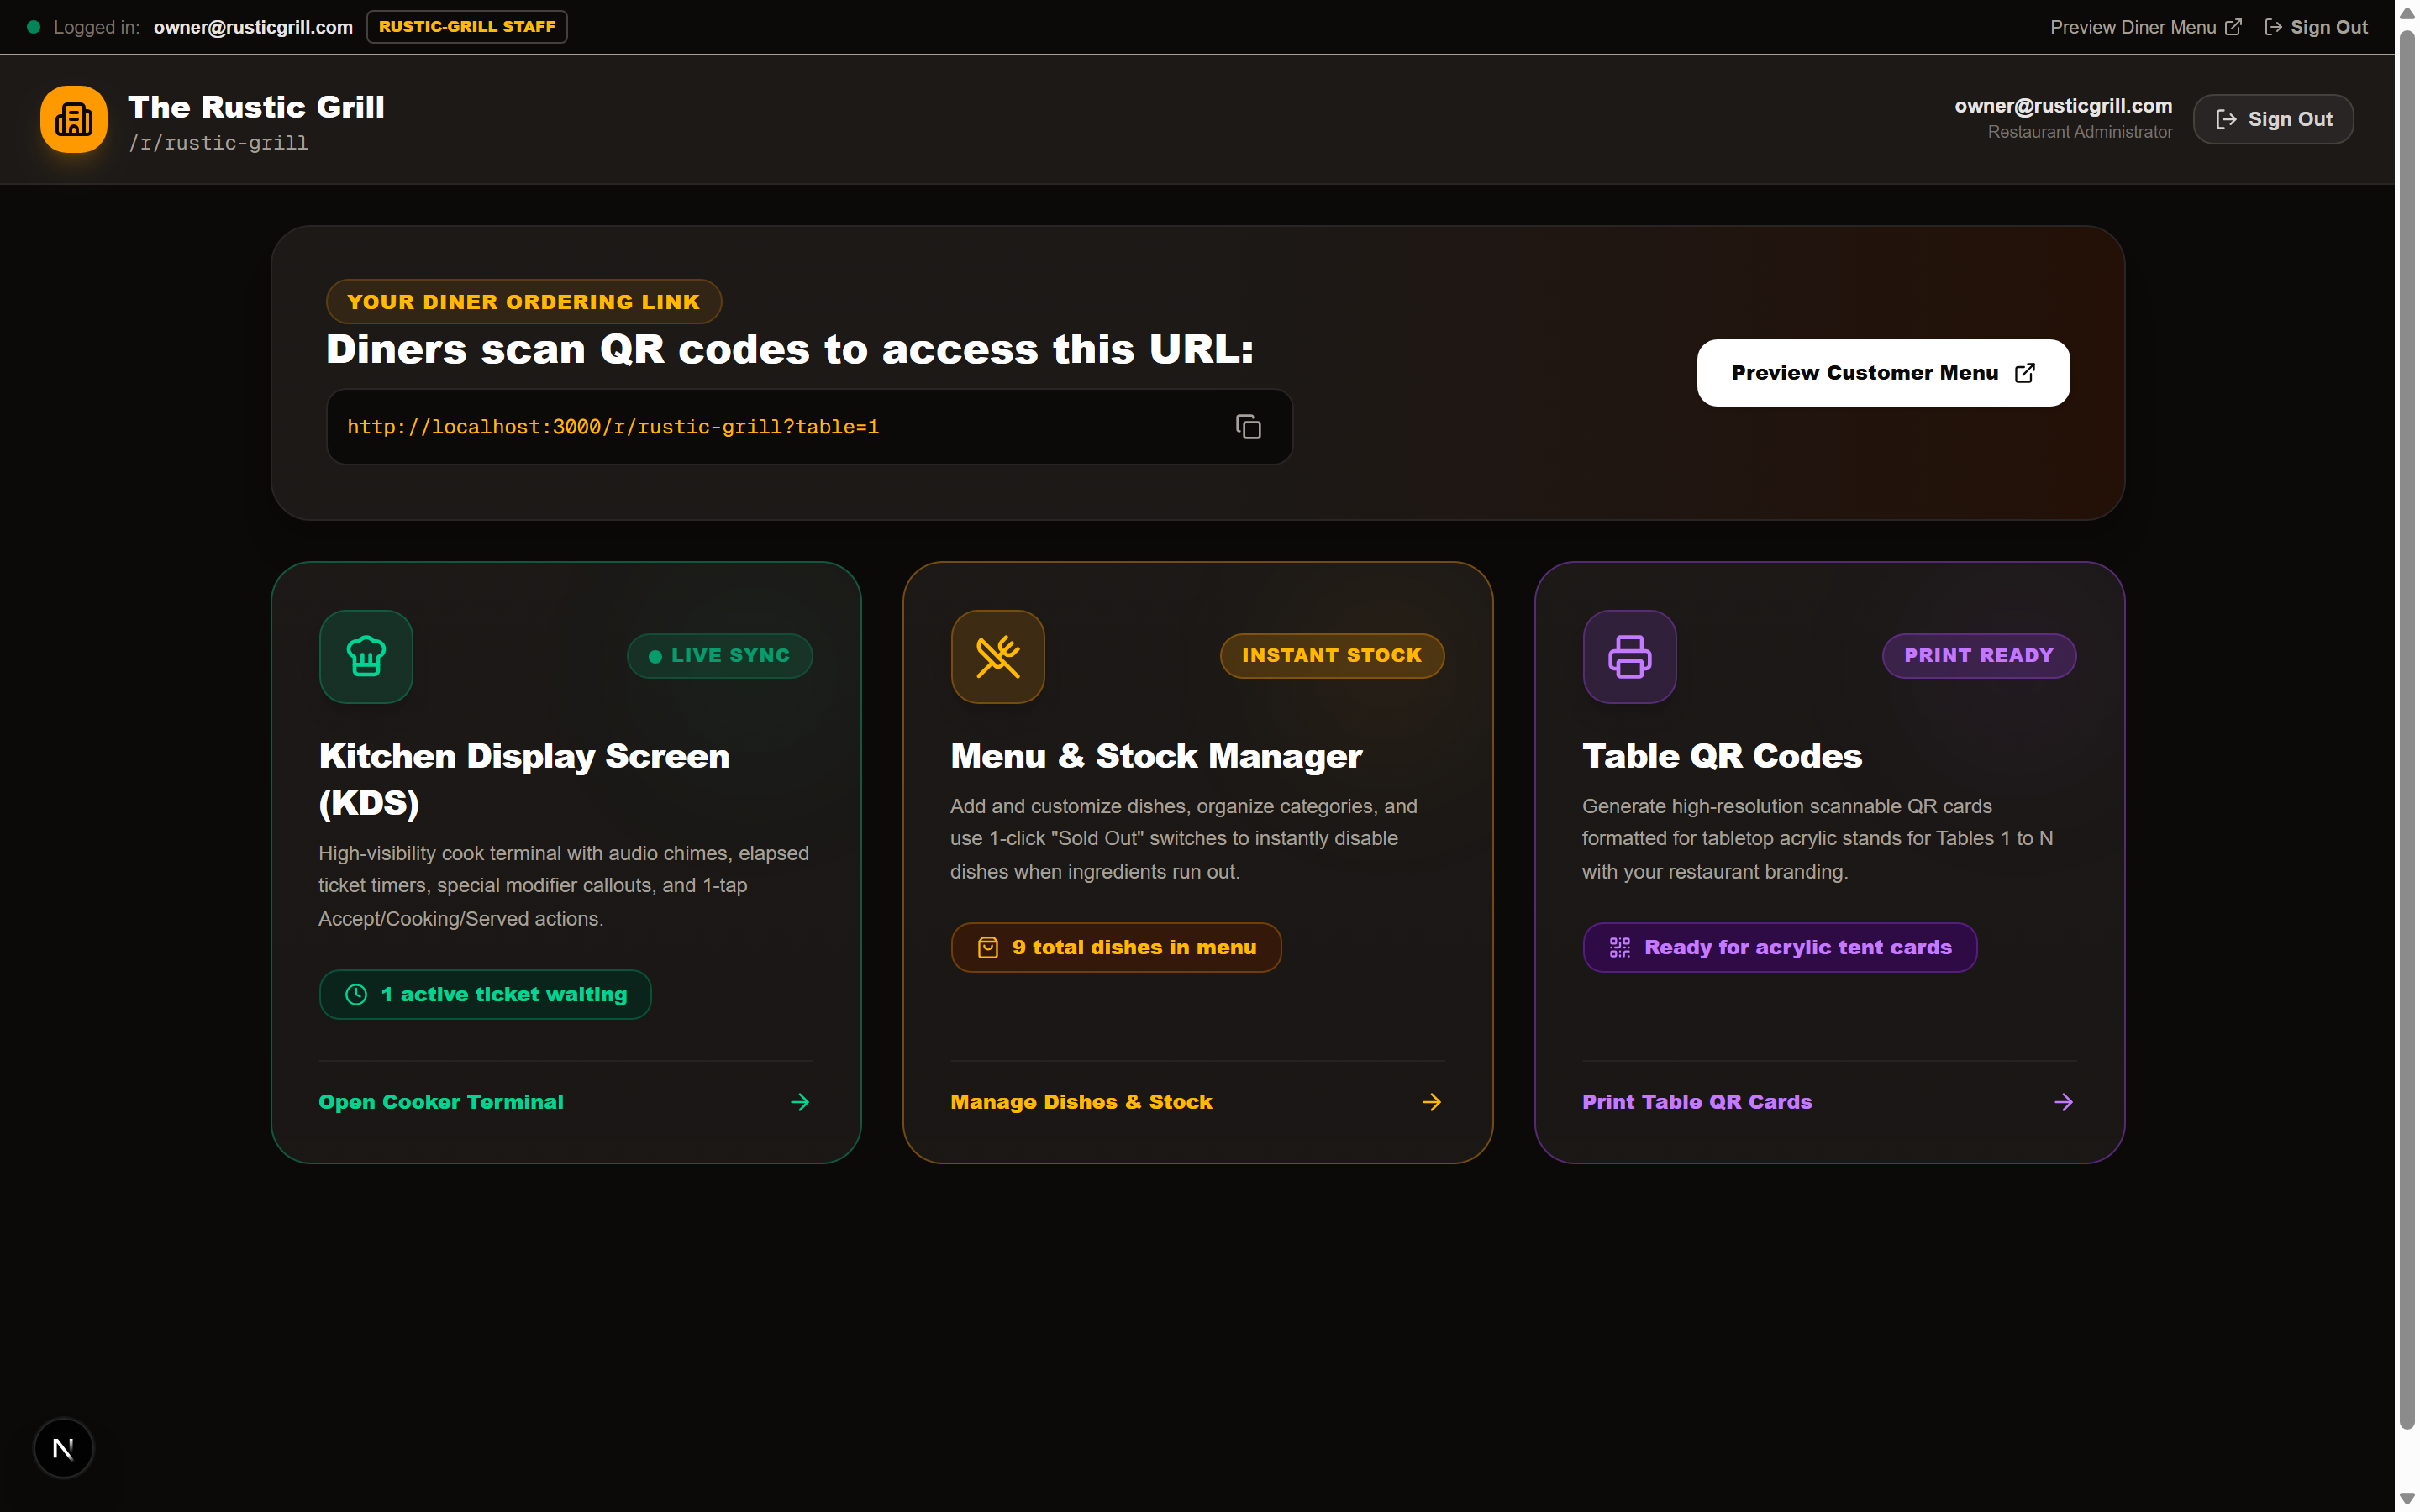 Logged in: owner@rusticgrill.com RUSTIC-GRILL STAFF
Preview Diner Menu
Sign Out
The Rustic Grill
/r/rustic-grill
owner@rusticgrill.com
Restaurant Administrator
Sign Out
YOUR DINER ORDERING LINK
Diners scan QR codes to access this URL:
http://localhost:3000/r/rustic-grill?table=1
Preview Customer Menu
LIVE SYNC
Kitchen Display Screen
(KDS)
High-visibility cook terminal with audio chimes, elapsed
ticket timers, special modifier callouts, and 1-tap
Accept/Cooking/Served actions.
1 active ticket waiting
Open Cooker Terminal
INSTANT STOCK
Menu & Stock Manager
Add and customize dishes, organize categories, and
use 1-click "Sold Out" switches to instantly disable
dishes when ingredients run out.
9 total dishes in menu
Manage Dishes & Stock
PRINT READY
Table QR Codes
Generate high-resolution scannable QR cards
formatted for tabletop acrylic stands for Tables 1 to N
with your restaurant branding.
Ready for acrylic tent cards
Print Table QR Cards
N